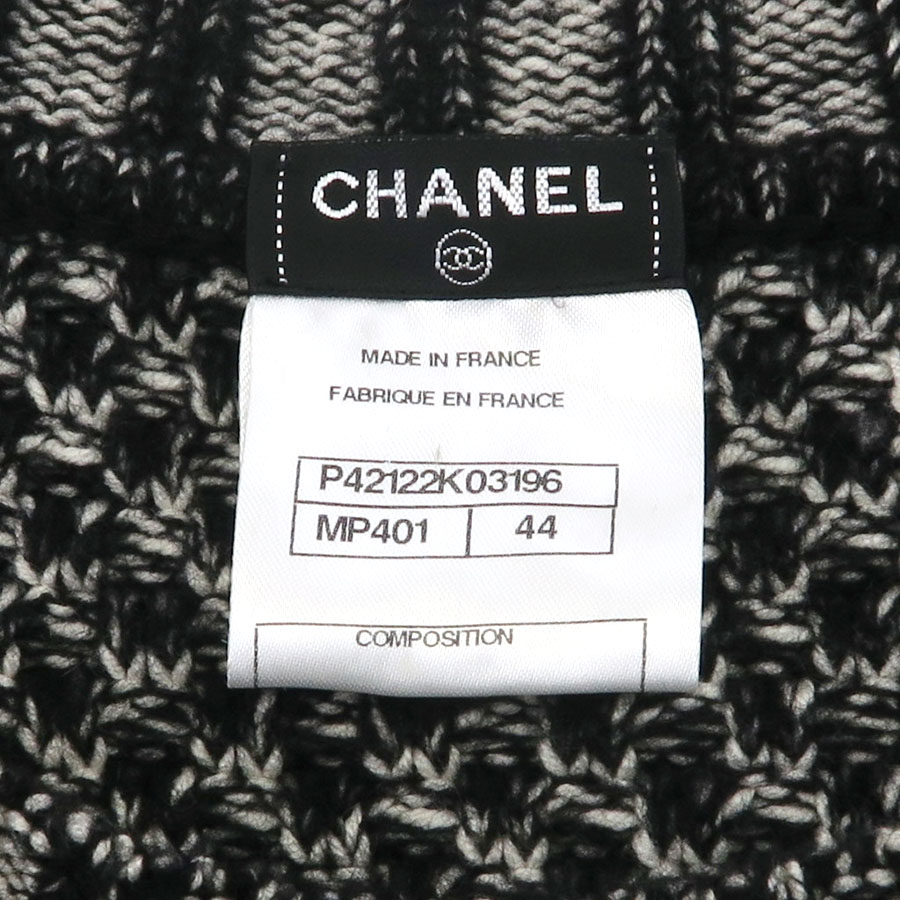 CHANEL
MADE IN FRANCE
FABRIQUE EN FRANCE
P42122K03196
MP401 44
COMPOSITION